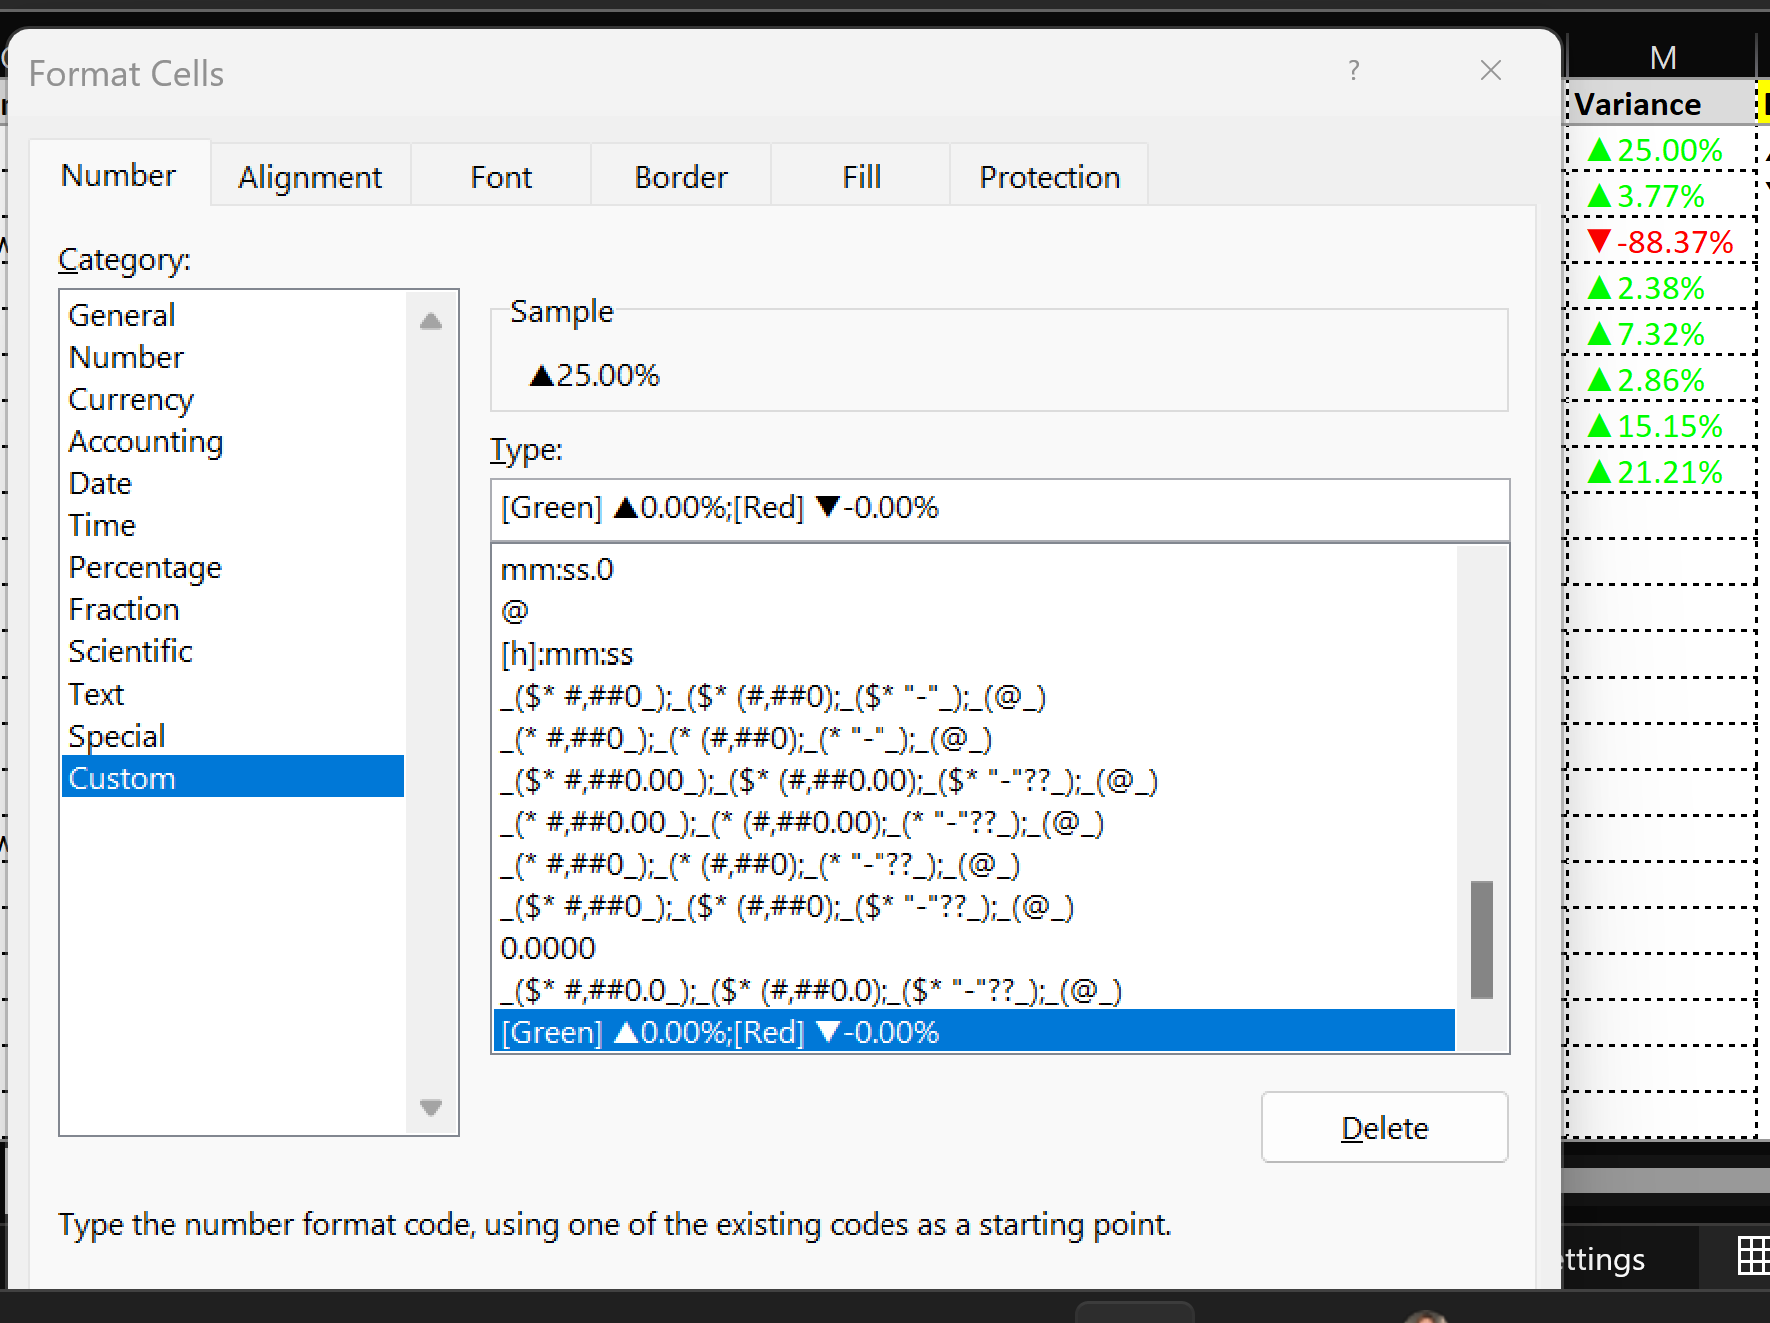 Format Cells
?
Number
Alignment
Font
Border
Fill
Protection
Category:
General
Number
Currency
Accounting
Date
Time
Percentage
Fraction
Scientific
Text
Special
Custom
Sample
▲25.00%
Type:
[Green] ▲0.00%;[Red] ▼-0.00%
mm:ss.0
@
[h]:mm:ss
_($* #,##0_);_($* (#,##0);_($* "-"_);_(@_)
_(* #,##0_);_(* (#,##0);_(* "-"_);_(@_)
_($* #,##0.00_);_($* (#,##0.00);_($* "-"??_);_(@_)
_(* #,##0.00_);_(* (#,##0.00);_(* "-"??_);_(@_)
_(* #,##0_);_(* (#,##0);_(* "-"??_);_(@_)
_($* #,##0_);_($* (#,##0);_($* "-"??_);_(@_)
0.0000
_($* #,##0.0_);_($* (#,##0.0);_($* "-"??_);_(@_)
[Green] ▲0.00%;[Red] ▼-0.00%
Delete
Type the number format code, using one of the existing codes as a starting point.
M
Variance
▲25.00%
▲3.77%
▼-88.37%
▲2.38%
▲7.32%
▲2.86%
▲15.15%
▲21.21%
ettings